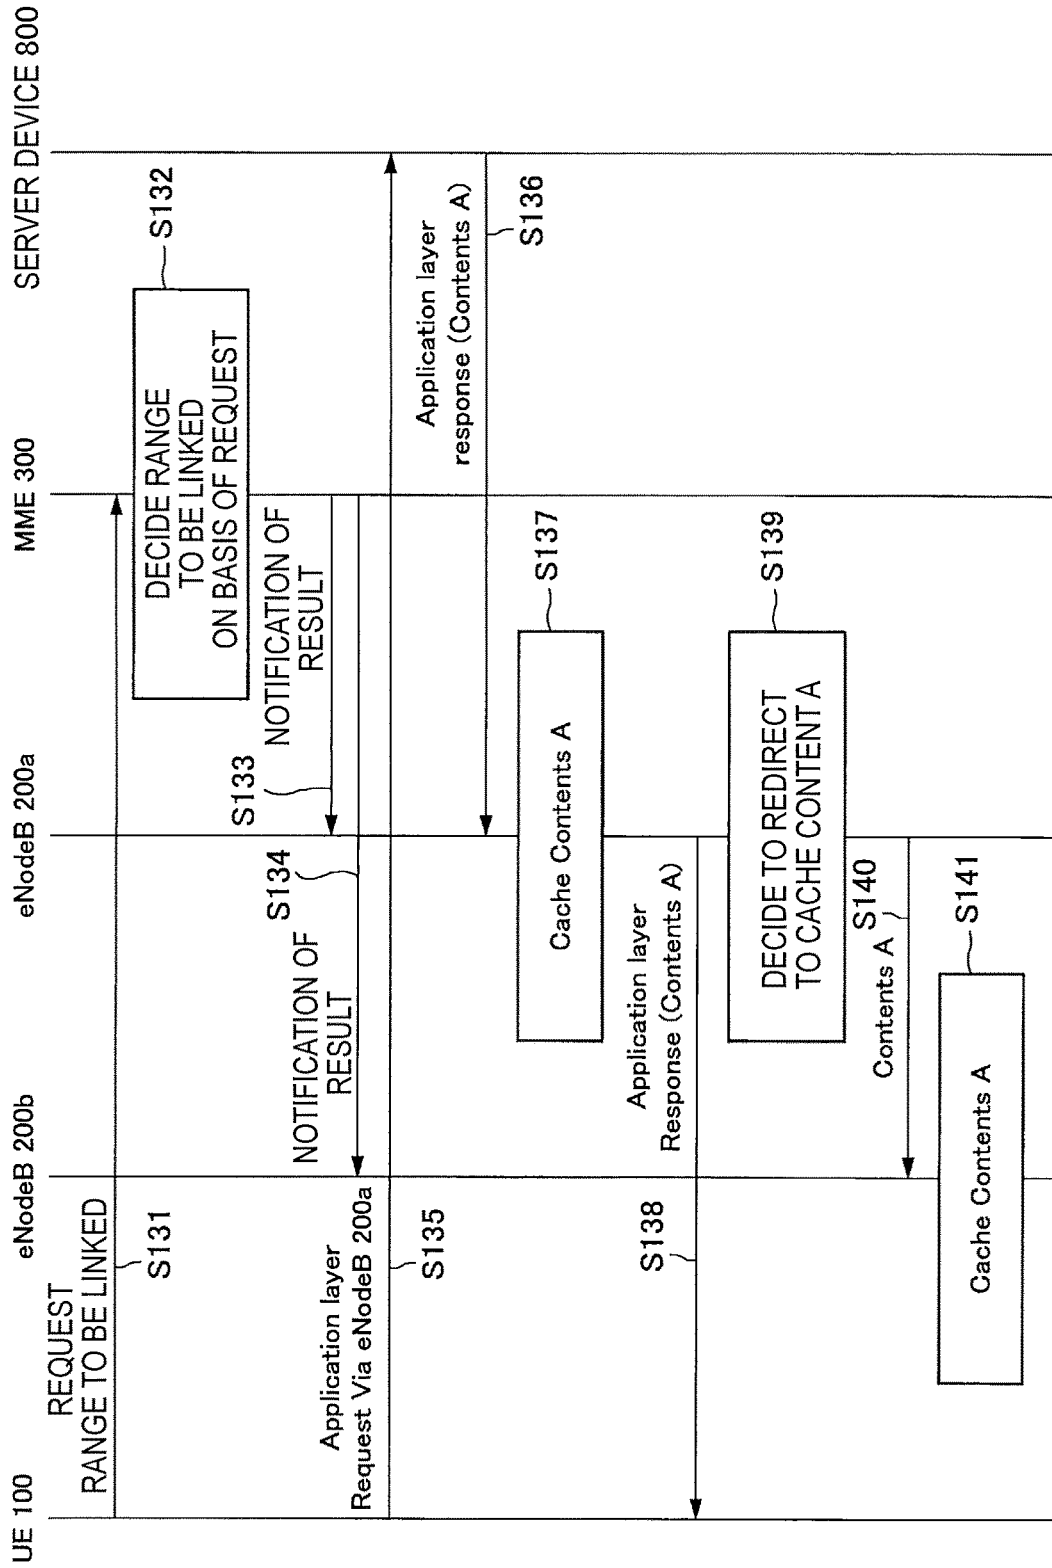 UE 100
eNodeB 200b
eNodeB 200a
MME 300
SERVER DEVICE 800
REQUEST
RANGE TO BE LINKED
S131
DECIDE RANGE
TO BE LINKED
ON BASIS OF REQUEST
S132
NOTIFICATION OF
RESULT
S133
NOTIFICATION OF
RESULT
S134
Application layer
Request Via eNodeB 200a
S135
Application layer
response (Contents A)
S136
Cache Contents A
S137
Application layer
Response (Contents A)
S138
DECIDE TO REDIRECT
TO CACHE CONTENT A
S139
Contents A
S140
Cache Contents A
S141